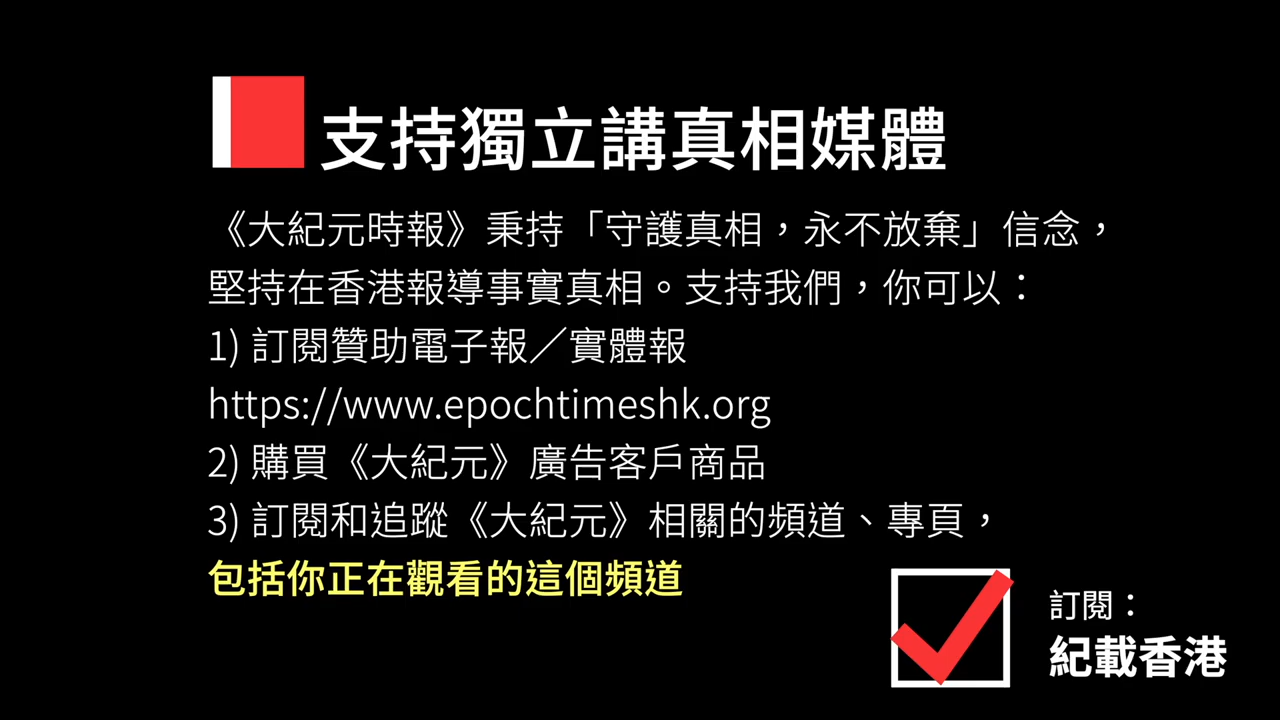 支持獨立講真相媒體
《大紀元時報》秉持「守護真相，永不放棄」信念，
堅持在香港報導事實真相。支持我們，你可以：
1) 訂閱贊助電子報／實體報
https://www.epochtimeshk.org
2) 購買《大紀元》廣告客戶商品
3) 訂閱和追蹤《大紀元》相關的頻道、專頁，
包括你正在觀看的這個頻道
訂閱：
紀載香港